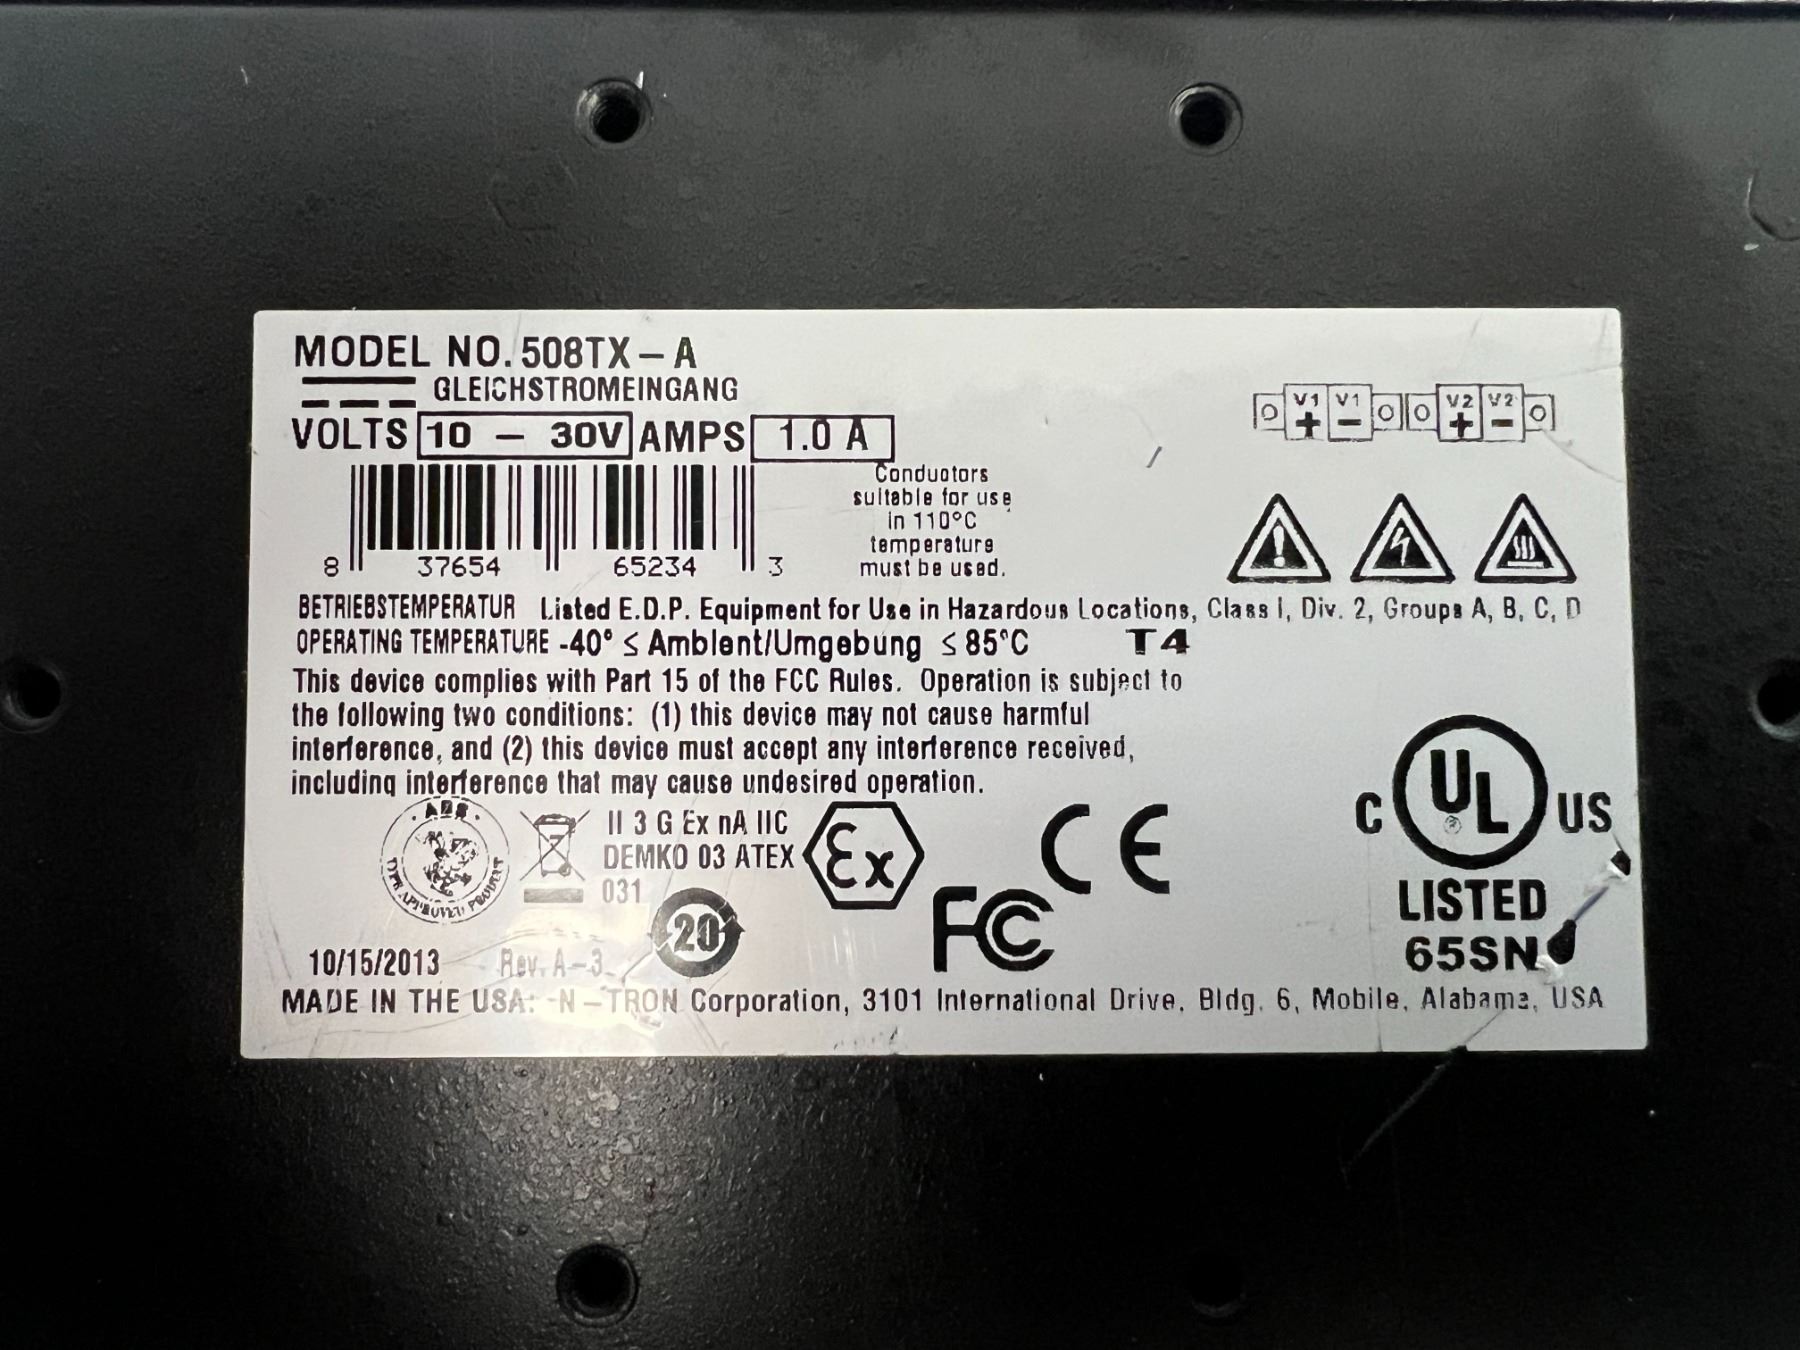 MODEL NO. 508TX – A
GLEICHSTROMEINGANG
VOLTS 10 – 30V AMPS 1.0 A
V1 V1 V2 V2
+ – + –
Conductors
suitable for use
in 110°C
temperature
must be used.
8 37654 65234 3
BETRIEBSTEMPERATUR Listed E.D.P. Equipment for Use in Hazardous Locations, Class I, Div. 2, Groups A, B, C, D
OPERATING TEMPERATURE -40° ≤ Ambient/Umgebung ≤ 85°C T4
This device complies with Part 15 of the FCC Rules. Operation is subject to
the following two conditions: (1) this device may not cause harmful
interference, and (2) this device must accept any interference received,
including interference that may cause undesired operation.
ABS
TYPE APPROVED PRODUCT
II 3 G Ex nA IIC
DEMKO 03 ATEX
031
Ex
CE
FC
20
C UL ® US
LISTED
65SN
10/15/2013 Rev. A–3
MADE IN THE USA: N–TRON Corporation, 3101 International Drive, Bldg. 6, Mobile, Alabama, USA